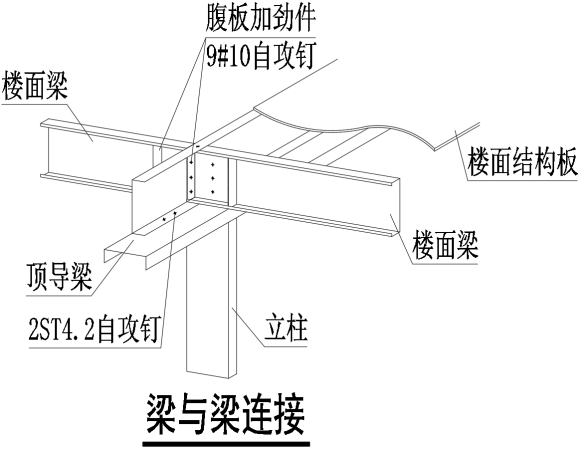 腹板加劲件
9#10自攻钉
楼面梁
楼面结构板
楼面梁
顶导梁
2ST4.2自攻钉
立柱
梁与梁连接